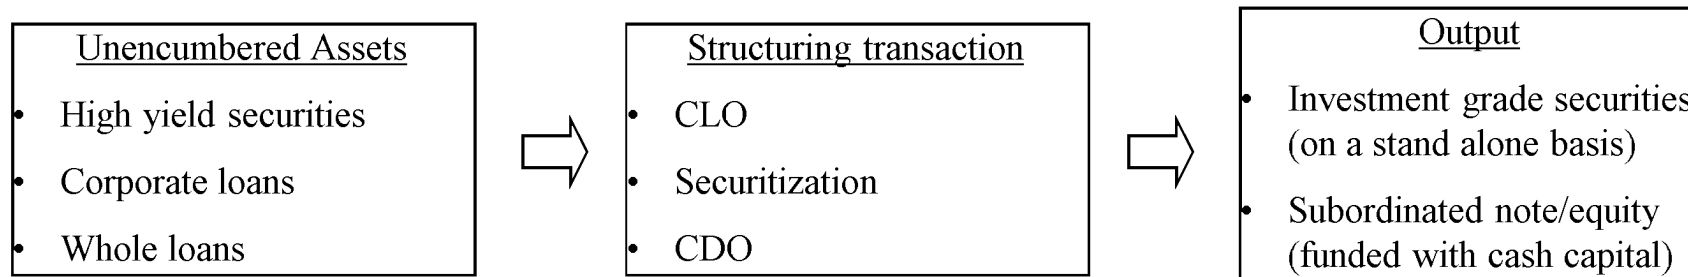 Unencumbered Assets
• High yield securities
• Corporate loans
• Whole loans
Structuring transaction
• CLO
• Securitization
• CDO
Output
• Investment grade securities
(on a stand alone basis)
• Subordinated note/equity
(funded with cash capital)